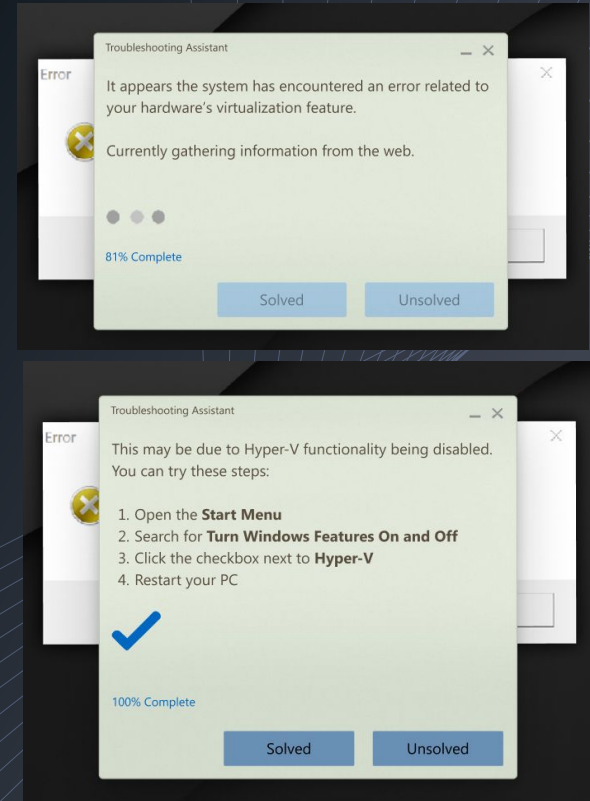 Troubleshooting Assistant
Error
It appears the system has encountered an error related to
your hardware's virtualization feature.
Currently gathering information from the web.
81% Complete
Solved
Unsolved
Troubleshooting Assistant
Error
This may be due to Hyper-V functionality being disabled.
You can try these steps:
1. Open the Start Menu
2. Search for Turn Windows Features On and Off
3. Click the checkbox next to Hyper-V
4. Restart your PC
100% Complete
Solved
Unsolved